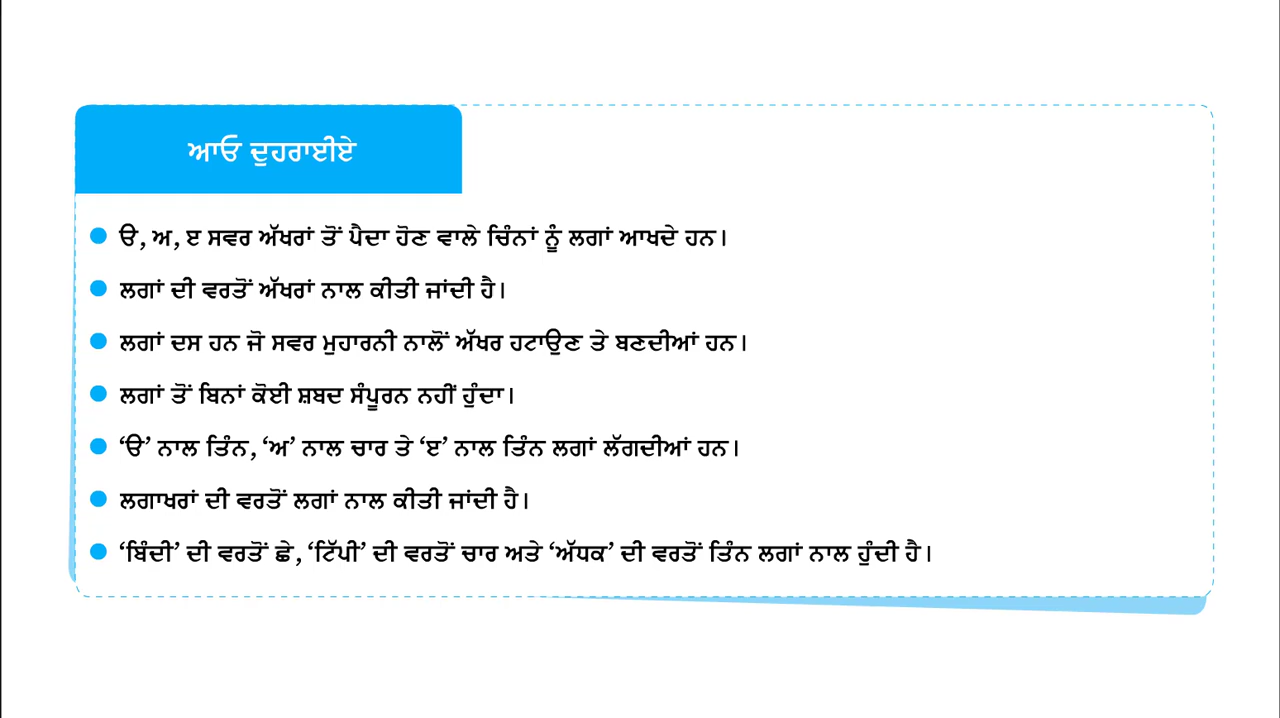 ਆਓ ਦੁਹਰਾਈਏ
ੳ, ਅ, ੲ ਸਵਰ ਅੱਖਰਾਂ ਤੋਂ ਪੈਦਾ ਹੋਣ ਵਾਲੇ ਚਿੰਨਾਂ ਨੂੰ ਲਗਾਂ ਆਖਦੇ ਹਨ।
ਲਗਾਂ ਦੀ ਵਰਤੋਂ ਅੱਖਰਾਂ ਨਾਲ ਕੀਤੀ ਜਾਂਦੀ ਹੈ।
ਲਗਾਂ ਦਸ ਹਨ ਜੋ ਸਵਰ ਮੁਹਾਰਨੀ ਨਾਲੋਂ ਅੱਖਰ ਹਟਾਉਣ ਤੇ ਬਣਦੀਆਂ ਹਨ।
ਲਗਾਂ ਤੋਂ ਬਿਨਾਂ ਕੋਈ ਸ਼ਬਦ ਸੰਪੂਰਨ ਨਹੀਂ ਹੁੰਦਾ।
‘ੳ’ ਨਾਲ ਤਿੰਨ, ‘ਅ’ ਨਾਲ ਚਾਰ ਤੇ ‘ੲ’ ਨਾਲ ਤਿੰਨ ਲਗਾਂ ਲੱਗਦੀਆਂ ਹਨ।
ਲਗਾਖਰਾਂ ਦੀ ਵਰਤੋਂ ਲਗਾਂ ਨਾਲ ਕੀਤੀ ਜਾਂਦੀ ਹੈ।
‘ਬਿੰਦੀ’ ਦੀ ਵਰਤੋਂ ਛੇ, ‘ਟਿੱਪੀ’ ਦੀ ਵਰਤੋਂ ਚਾਰ ਅਤੇ ‘ਅੱਧਕ’ ਦੀ ਵਰਤੋਂ ਤਿੰਨ ਲਗਾਂ ਨਾਲ ਹੁੰਦੀ ਹੈ।